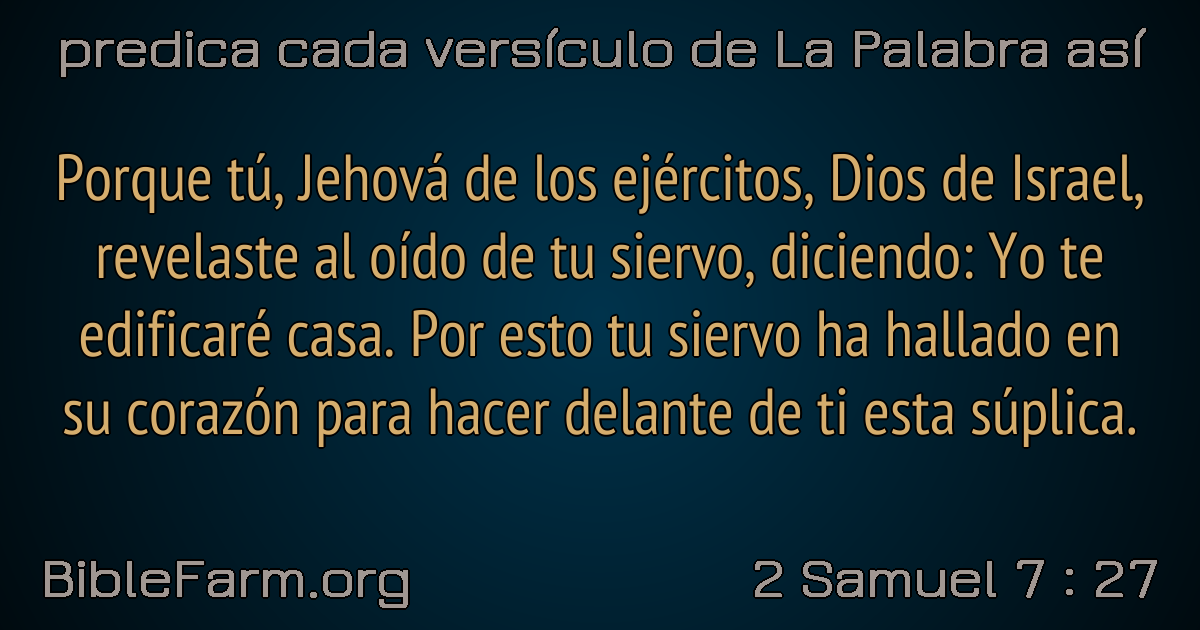 predica cada versículo de La Palabra así
Porque tú, Jehová de los ejércitos, Dios de Israel,
revelaste al oído de tu siervo, diciendo: Yo te
edificaré casa. Por esto tu siervo ha hallado en
su corazón para hacer delante de ti esta súplica.
BibleFarm.org
2 Samuel 7 : 27